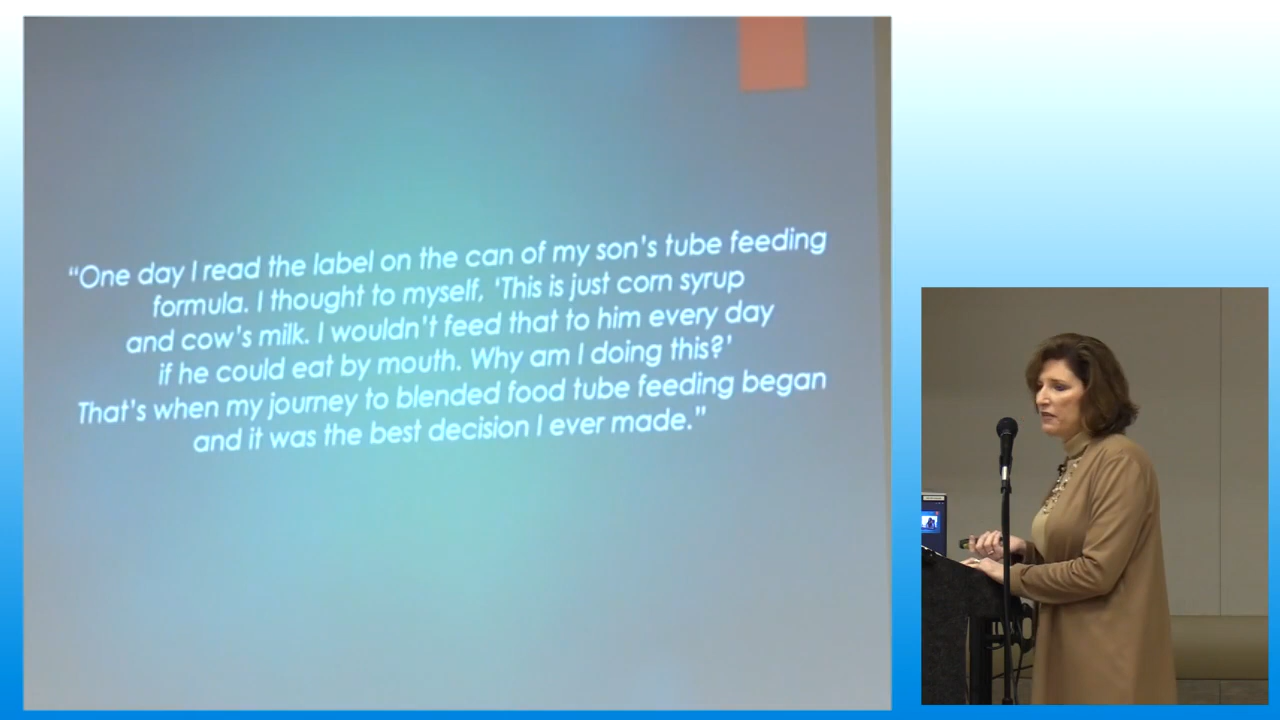 “One day I read the label on the can of my son’s tube feeding
formula. I thought to myself, ‘This is just corn syrup
and cow’s milk. I wouldn’t feed that to him every day
if he could eat by mouth. Why am I doing this?’
That’s when my journey to blended food tube feeding began
and it was the best decision I ever made.”